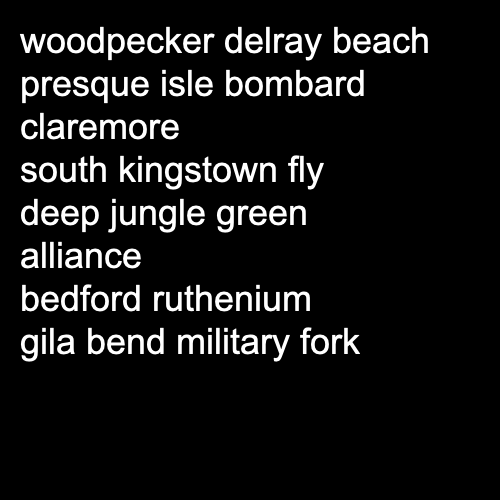 woodpecker delray beach
presque isle bombard
claremore
south kingstown fly
deep jungle green
alliance
bedford ruthenium
gila bend military fork